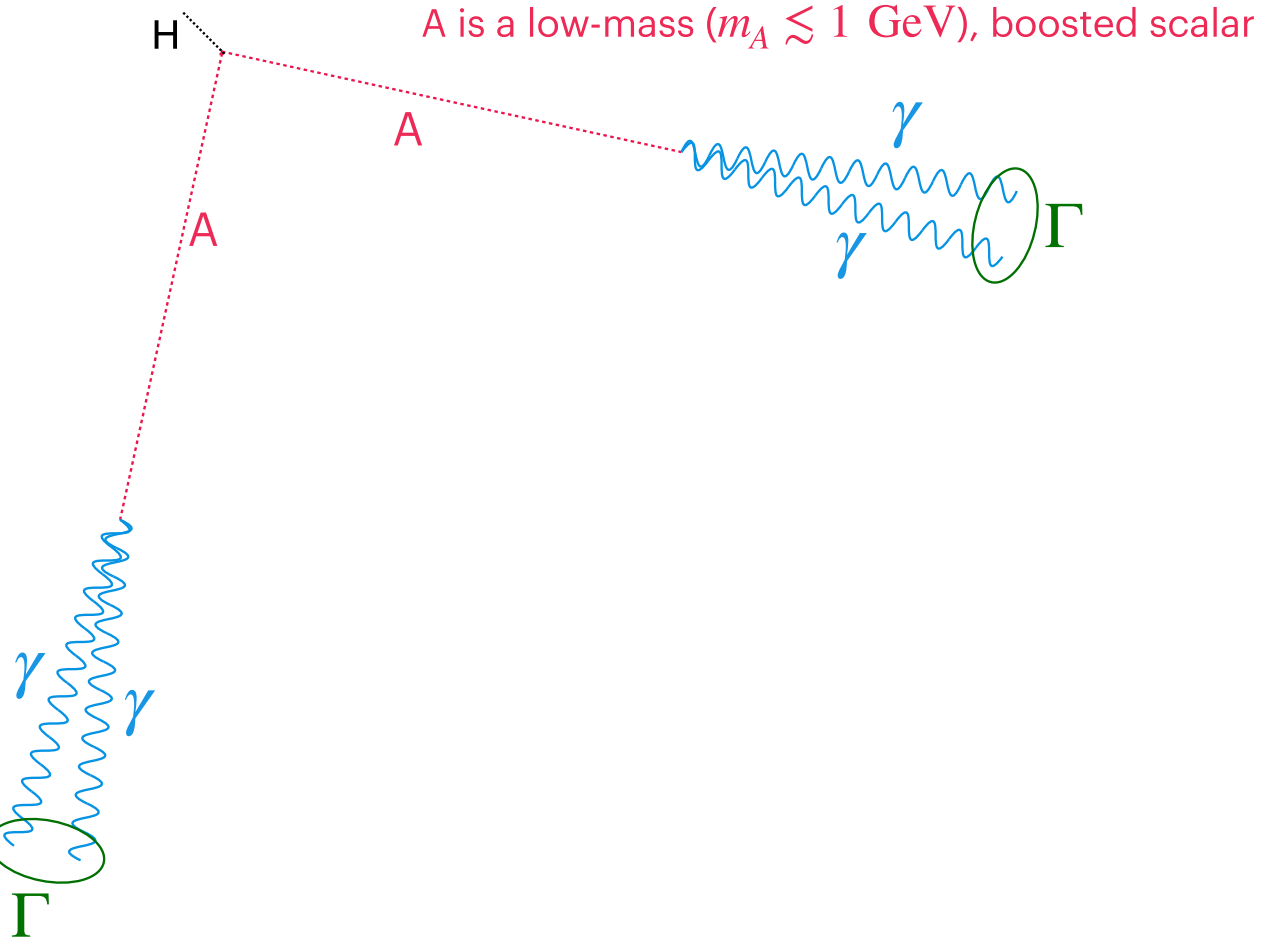 A is a low-mass (m_A ≲ 1 GeV), boosted scalar
H
A
γ
A
Γ
γ
γ
γ
Γ